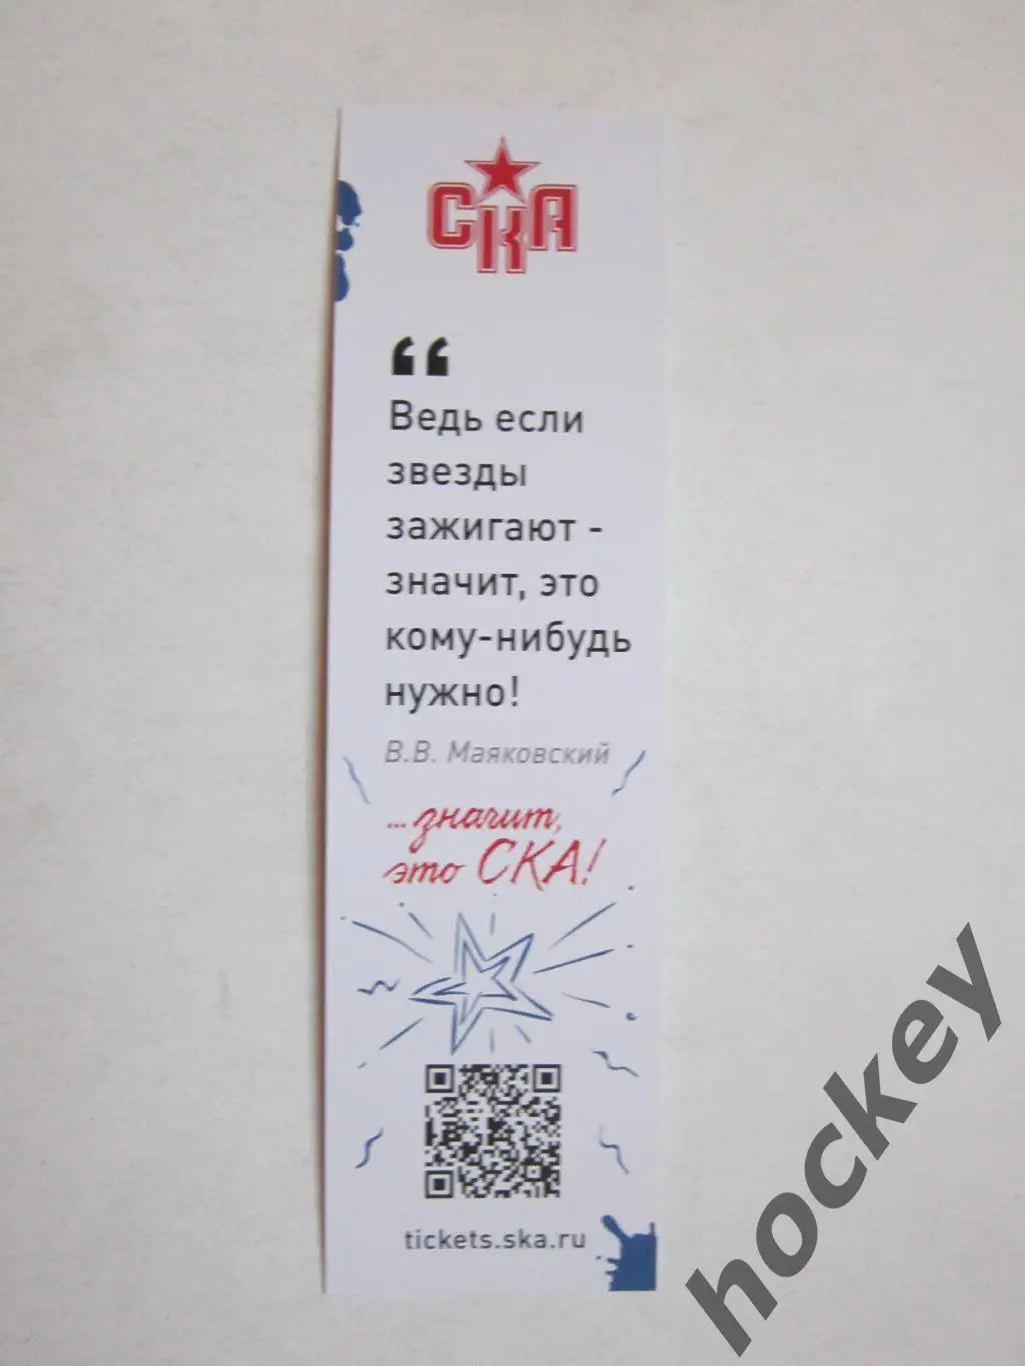 СКА
“
Ведь если
звезды
зажигают -
значит, это
кому-нибудь
нужно!
В.В. Маяковский
...значит,
это СКА!
tickets.ska.ru
hockey